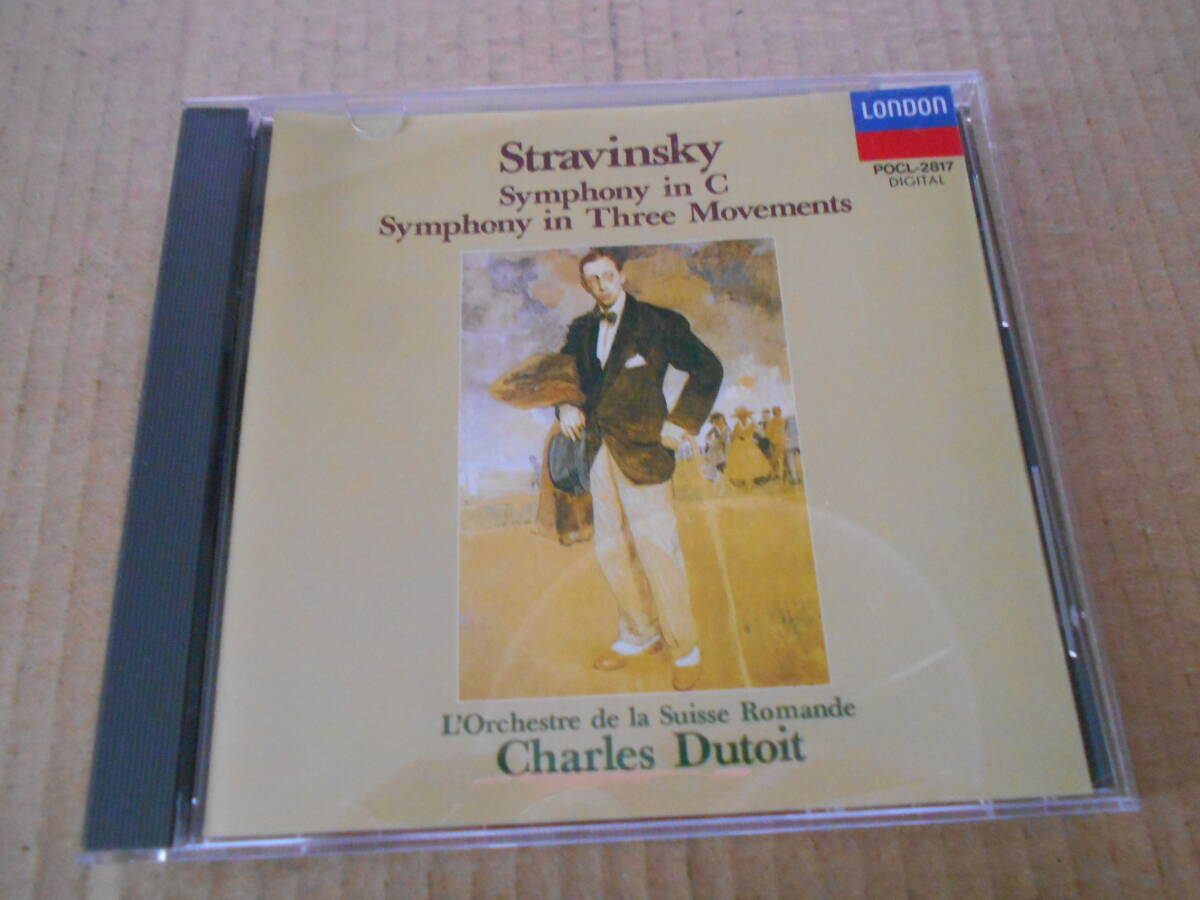 LONDON
POCL-2817
DIGITAL
Stravinsky
Symphony in C
Symphony in Three Movements
L'Orchestre de la Suisse Romande
Charles Dutoit